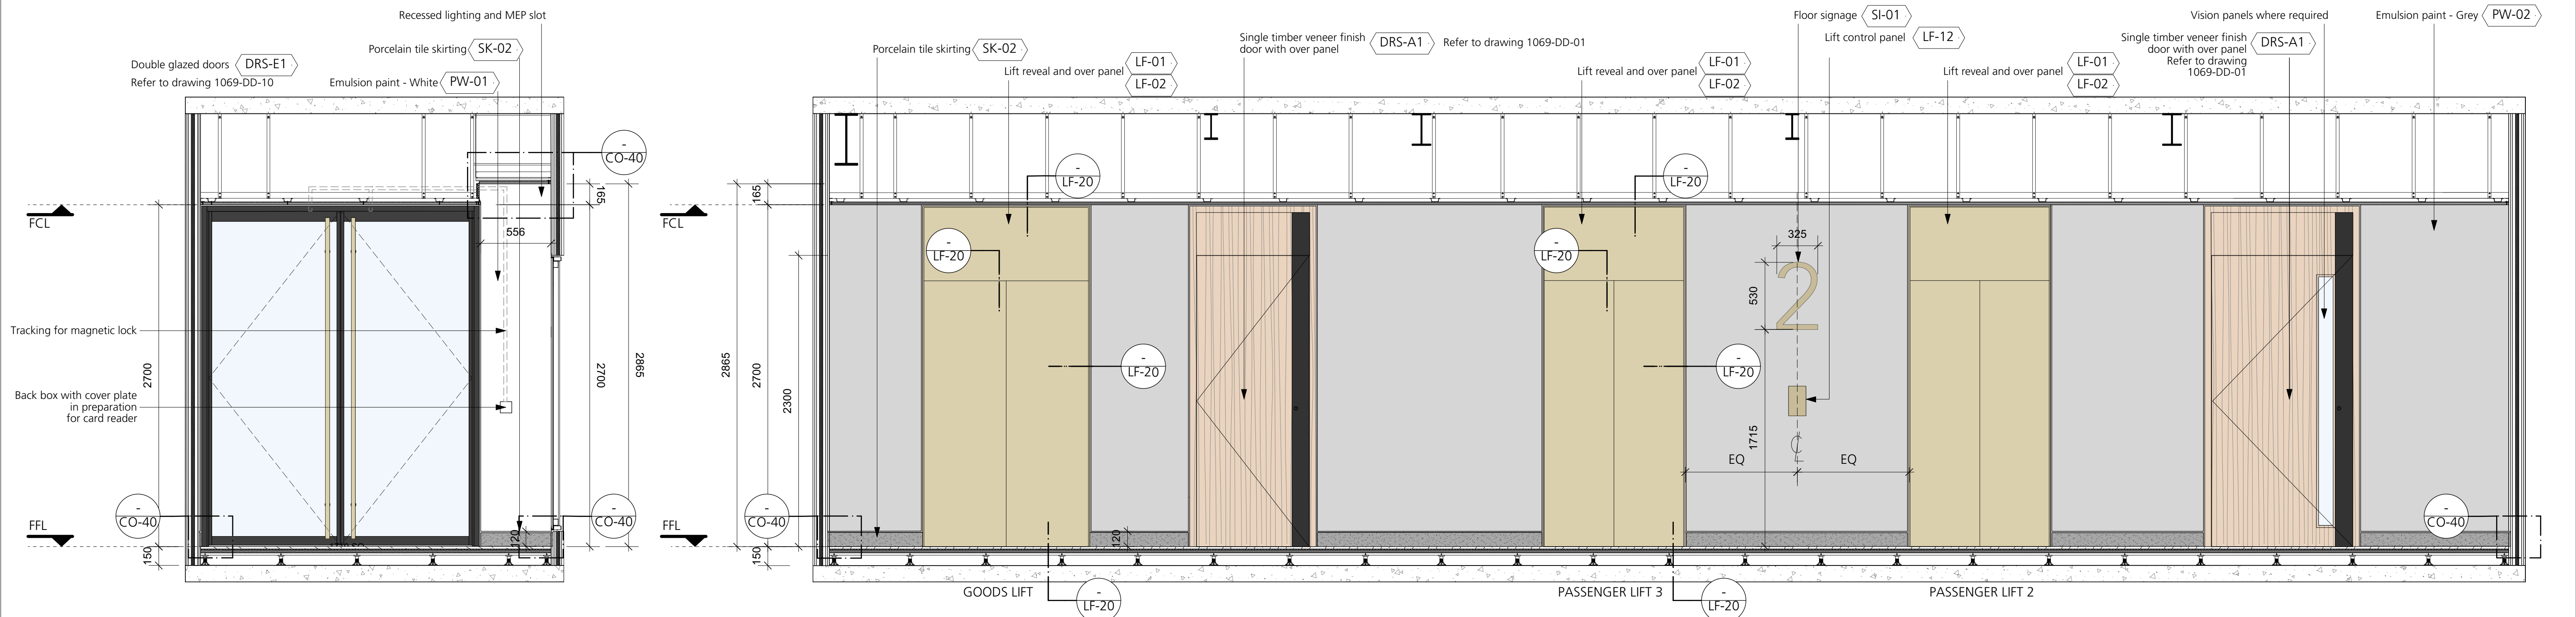 Recessed lighting and MEP slot
Porcelain tile skirting SK-02
Double glazed doors DRS-E1
Refer to drawing 1069-DD-10
Emulsion paint - White PW-01
-
CO-40
165
FCL
556
Tracking for magnetic lock
2700
2700
2865
Back box with cover plate
in preparation
for card reader
-
CO-40
-
CO-40
FFL
120
150
Floor signage SI-01
Vision panels where required
Emulsion paint - Grey PW-02
Porcelain tile skirting SK-02
Single timber veneer finish
door with over panel
DRS-A1
Refer to drawing 1069-DD-01
Lift control panel LF-12
Single timber veneer finish
door with over panel
Refer to drawing
1069-DD-01
DRS-A1
Lift reveal and over panel
LF-01
LF-02
Lift reveal and over panel
LF-01
LF-02
Lift reveal and over panel
LF-01
LF-02
-
LF-20
-
LF-20
165
FCL
-
LF-20
-
LF-20
325
2
530
2865
2700
2300
-
LF-20
-
LF-20
1715
EQ
EQ
-
CO-40
-
CO-40
FFL
120
150
GOODS LIFT
PASSENGER LIFT 3
PASSENGER LIFT 2
-
LF-20
-
LF-20